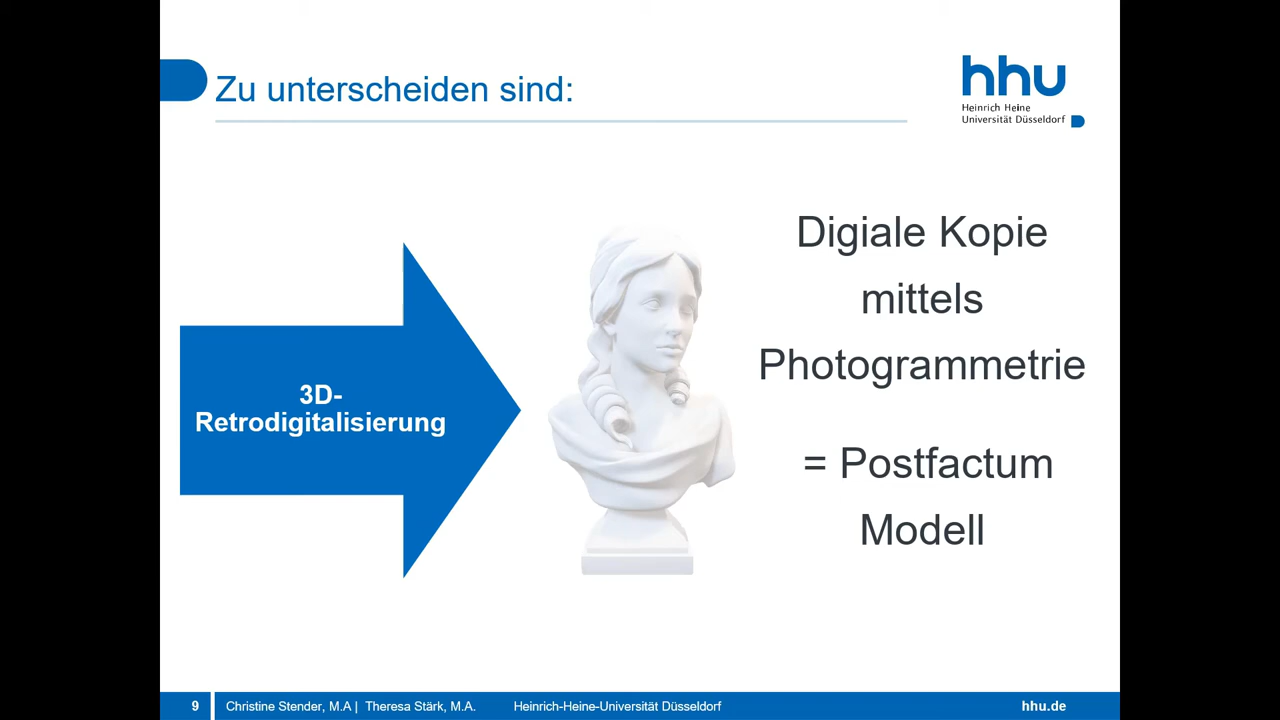 Zu unterscheiden sind:
hhu
Heinrich Heine
Universität Düsseldorf
3D-
Retrodigitalisierung
Digiale Kopie
mittels
Photogrammetrie
= Postfactum
Modell
9 Christine Stender, M.A | Theresa Stärk, M.A. Heinrich-Heine-Universität Düsseldorf hhu.de